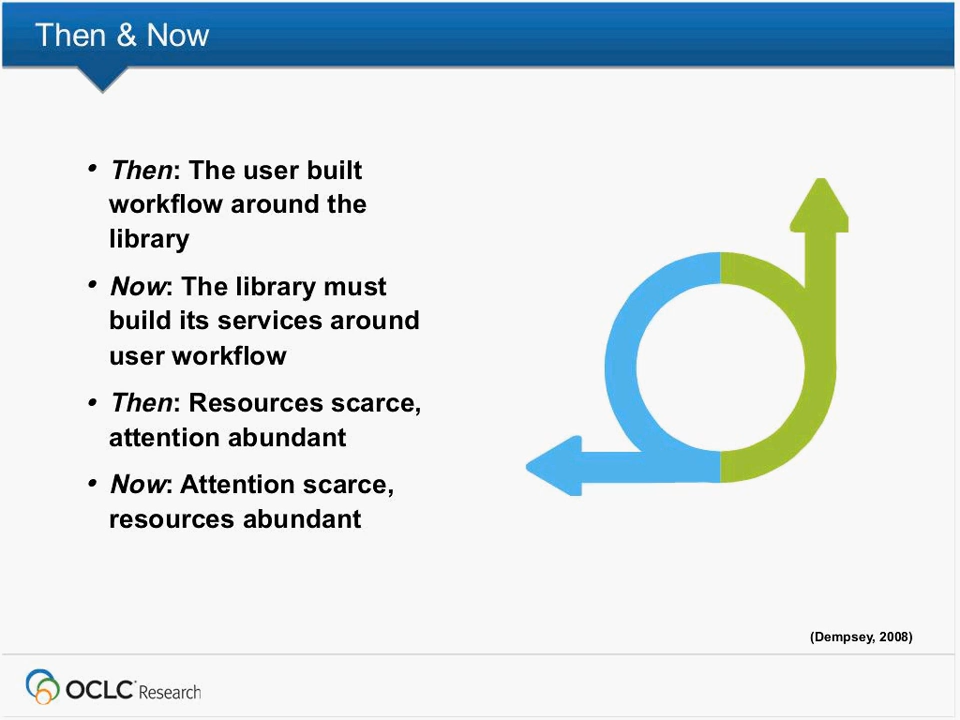 Then & Now
• Then: The user built
workflow around the
library
• Now: The library must
build its services around
user workflow
• Then: Resources scarce,
attention abundant
• Now: Attention scarce,
resources abundant
(Dempsey, 2008)
OCLC Research